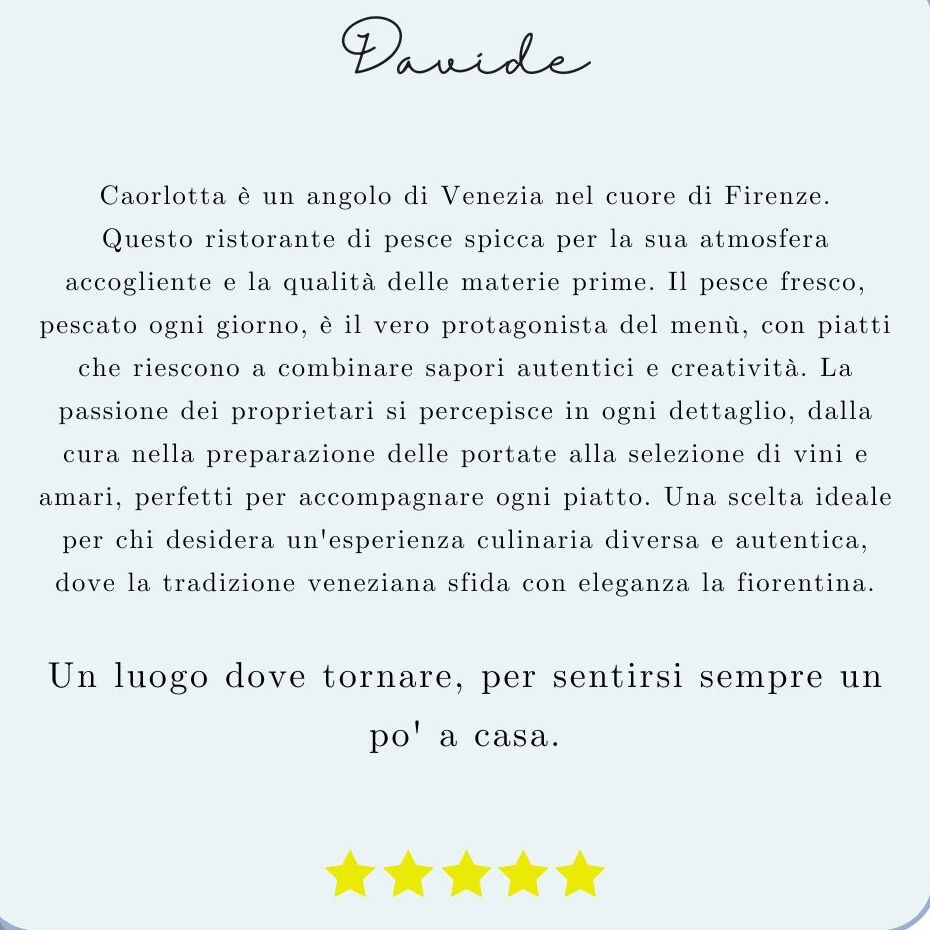 Davide
Caorlotta è un angolo di Venezia nel cuore di Firenze.
Questo ristorante di pesce spicca per la sua atmosfera
accogliente e la qualità delle materie prime. Il pesce fresco,
pescato ogni giorno, è il vero protagonista del menù, con piatti
che riescono a combinare sapori autentici e creatività. La
passione dei proprietari si percepisce in ogni dettaglio, dalla
cura nella preparazione delle portate alla selezione di vini e
amari, perfetti per accompagnare ogni piatto. Una scelta ideale
per chi desidera un'esperienza culinaria diversa e autentica,
dove la tradizione veneziana sfida con eleganza la fiorentina.
Un luogo dove tornare, per sentirsi sempre un
po' a casa.